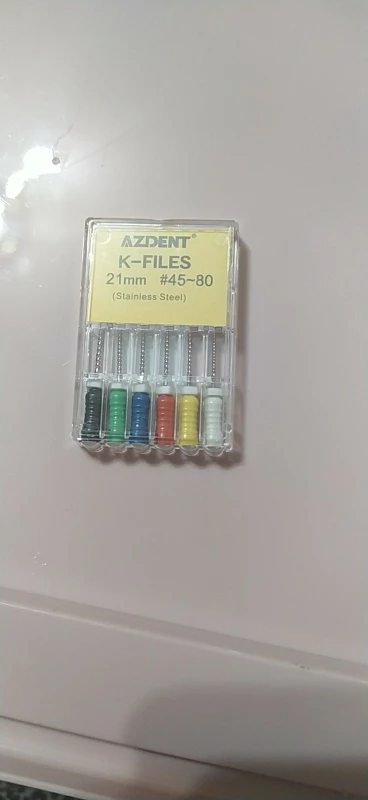 AZDENT®
K-FILES
21mm #45~80
(Stainless Steel)